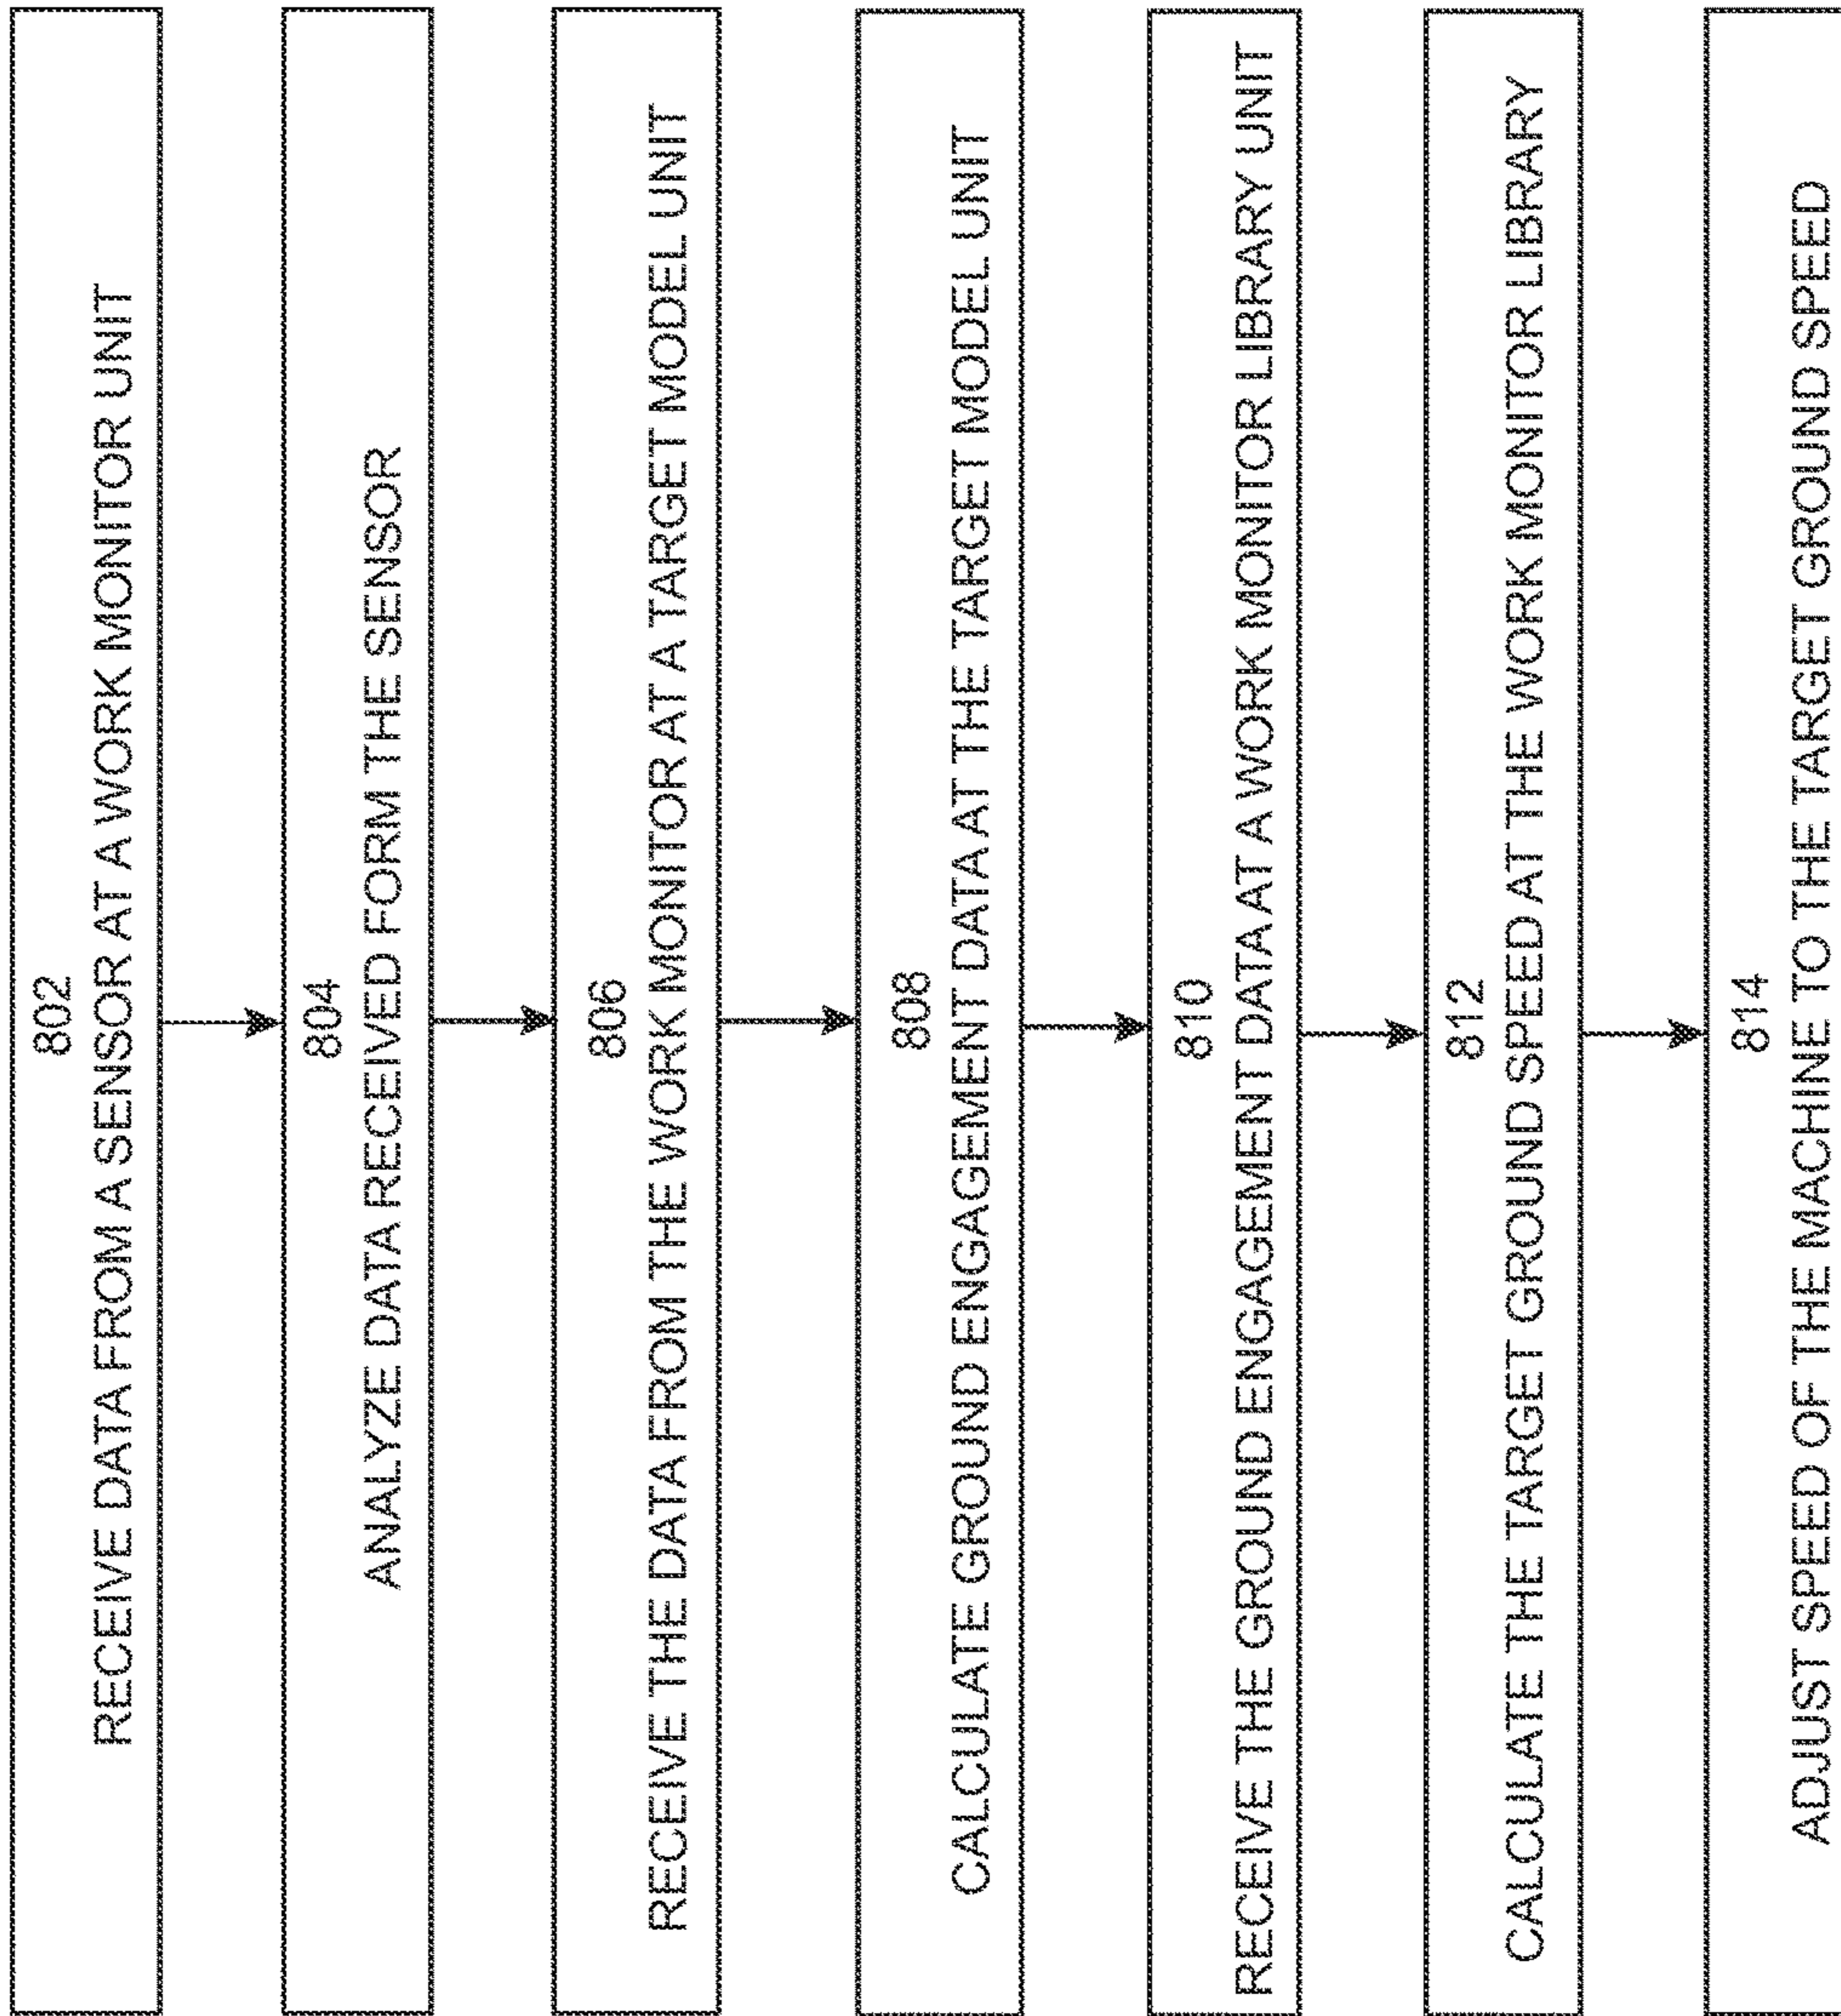 802
RECEIVE DATA FROM A SENSOR AT A WORK MONITOR UNIT
804
ANALYZE DATA RECEIVED FORM THE SENSOR
806
RECEIVE THE DATA FROM THE WORK MONITOR AT A TARGET MODEL UNIT
808
CALCULATE GROUND ENGAGEMENT DATA AT THE TARGET MODEL UNIT
810
RECEIVE THE GROUND ENGAGEMENT DATA AT A WORK MONITOR LIBRARY UNIT
812
CALCULATE THE TARGET GROUND SPEED AT THE WORK MONITOR LIBRARY
814
ADJUST SPEED OF THE MACHINE TO THE TARGET GROUND SPEED